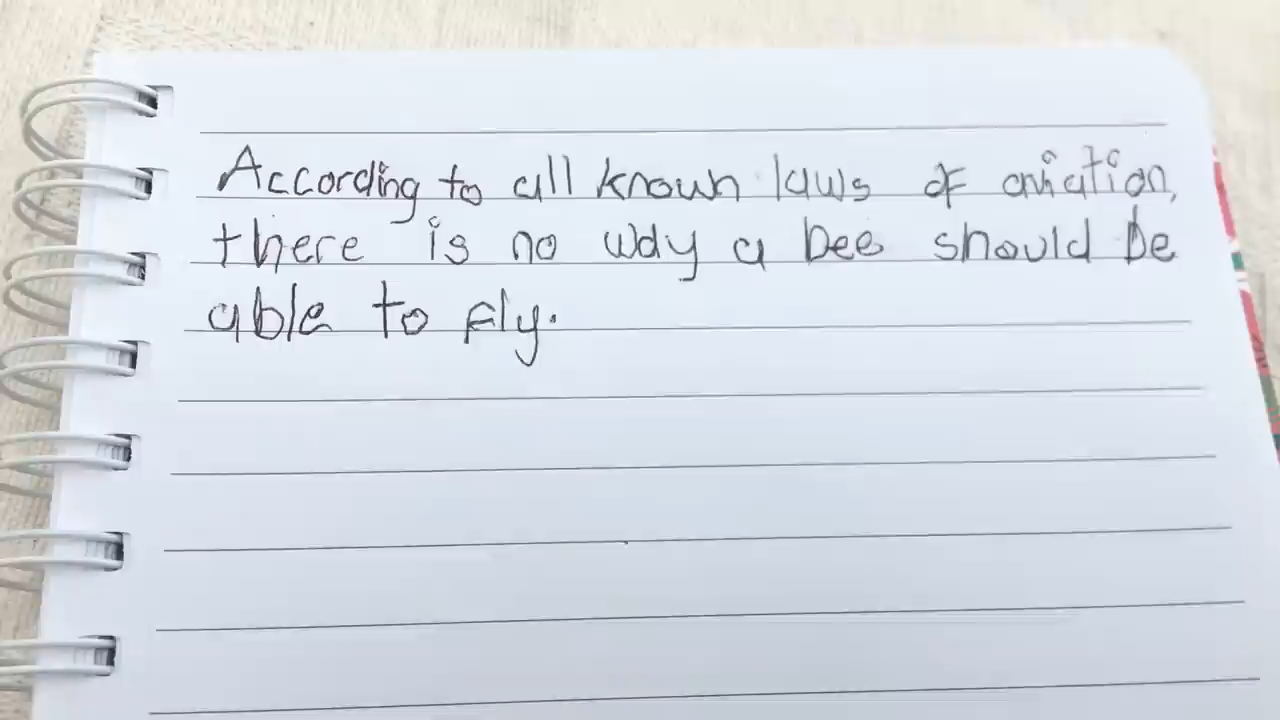 According to all known laws of aviation,
there is no way a bee should be
able to fly.